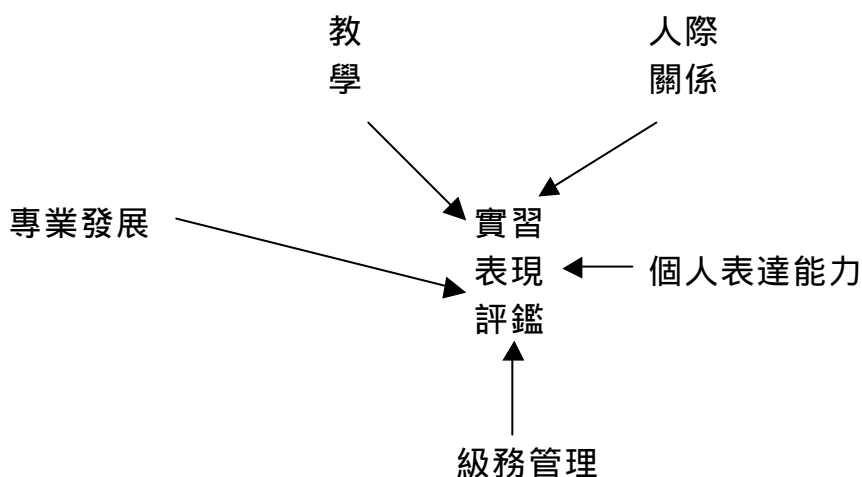 教
學
人際
關係
專業發展
實習
表現
評鑑
個人表達能力
級務管理